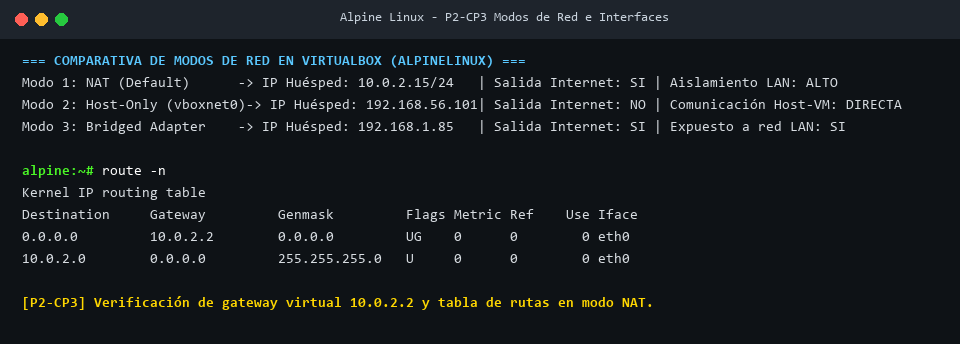 Alpine Linux - P2-CP3 Modos de Red e Interfaces
=== COMPARATIVA DE MODOS DE RED EN VIRTUALBOX (ALPINELINUX) ===
Modo 1: NAT (Default)      -> IP Huésped: 10.0.2.15/24   | Salida Internet: SI | Aislamiento LAN: ALTO
Modo 2: Host-Only (vboxnet0)-> IP Huésped: 192.168.56.101| Salida Internet: NO | Comunicación Host-VM: DIRECTA
Modo 3: Bridged Adapter    -> IP Huésped: 192.168.1.85   | Salida Internet: SI | Expuesto a red LAN: SI
alpine:~# route -n
Kernel IP routing table
Destination     Gateway         Genmask         Flags Metric Ref    Use Iface
0.0.0.0         10.0.2.2        0.0.0.0         UG    0      0        0 eth0
10.0.2.0        0.0.0.0         255.255.255.0   U     0      0        0 eth0
[P2-CP3] Verificación de gateway virtual 10.0.2.2 y tabla de rutas en modo NAT.